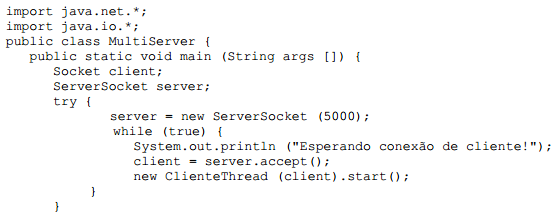 import java.net.*;
import java.io.*;
public class MultiServer {
public static void main (String args []) {
Socket client;
ServerSocket server;
try {
server = new ServerSocket (5000);
while (true) {
System.out.println ("Esperando conexão de cliente!");
client = server.accept();
new ClienteThread (client).start();
}
}